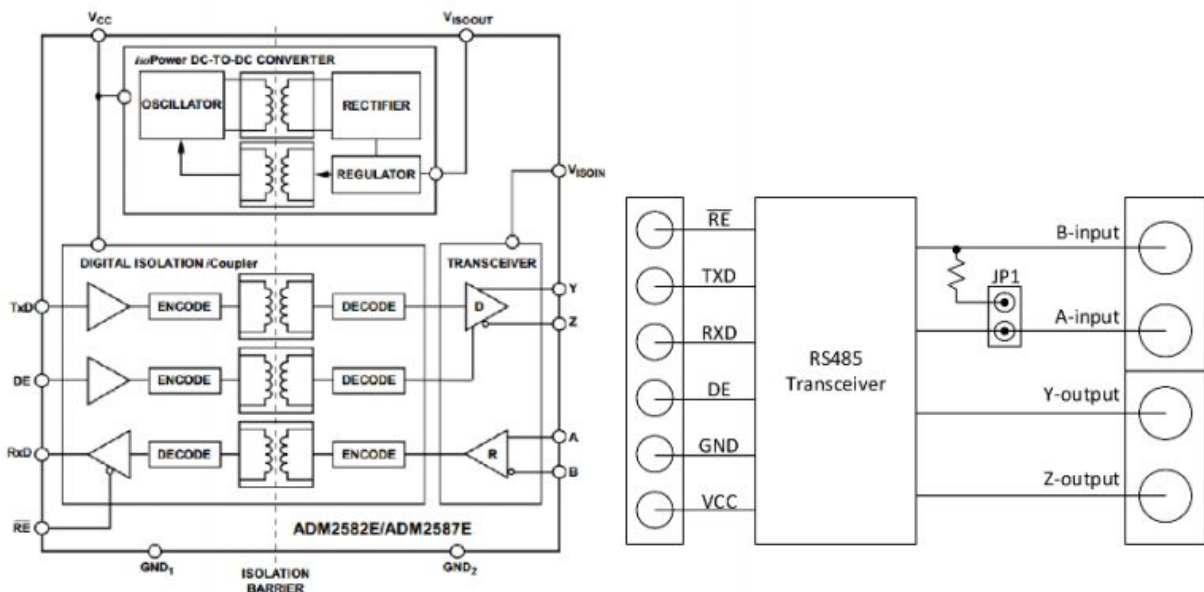 VCC
VISOOUT
isoPower DC-TO-DC CONVERTER
OSCILLATOR
RECTIFIER
REGULATOR
VISOIN
DIGITAL ISOLATION /Coupler
TRANSCEIVER
TxD
ENCODE
DECODE
D
Y
Z
DE
ENCODE
DECODE
RxD
DECODE
ENCODE
R
A
B
RE
ADM2582E/ADM2587E
GND1
GND2
ISOLATION
BARRIER
RE
TXD
RXD
DE
GND
VCC
RS485
Transceiver
B-input
JP1
A-input
Y-output
Z-output